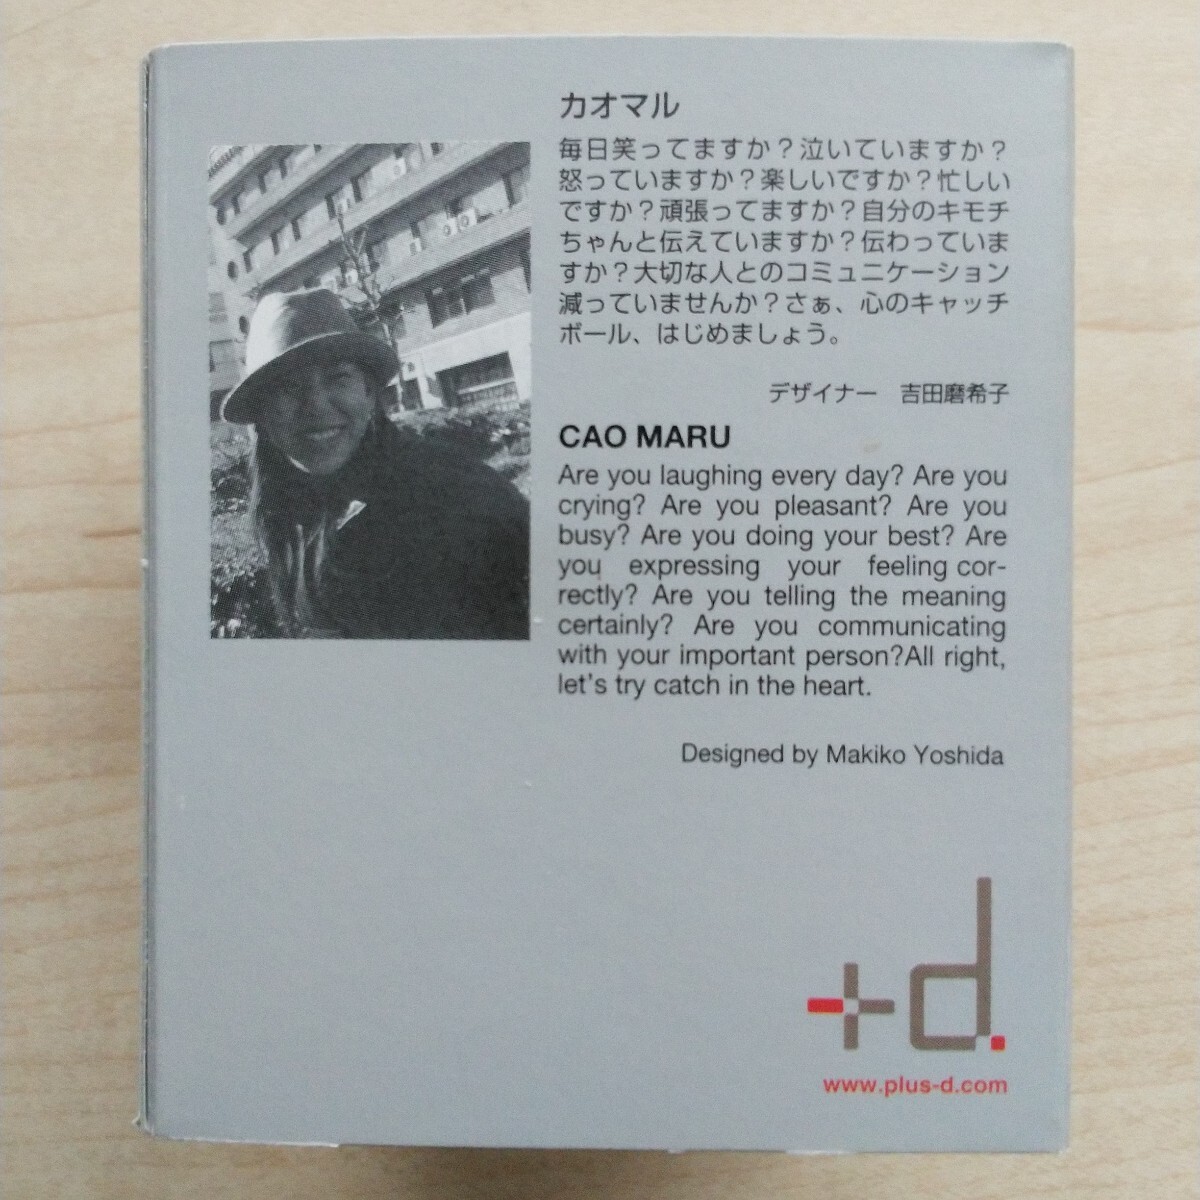 カオマル
毎日笑ってますか？泣いていますか？
怒っていますか？楽しいですか？忙しい
ですか？頑張ってますか？自分のキモチ
ちゃんと伝えていますか？伝わっていま
すか？大切な人とのコミュニケーション
減っていませんか？さぁ、心のキャッチ
ボール、はじめましょう。
デザイナー　吉田磨希子
CAO MARU
Are you laughing every day? Are you
crying? Are you pleasant? Are you
busy? Are you doing your best? Are
you expressing your feeling cor-
rectly? Are you telling the meaning
certainly? Are you communicating
with your important person?All right,
let's try catch in the heart.
Designed by Makiko Yoshida
+d.
www.plus-d.com